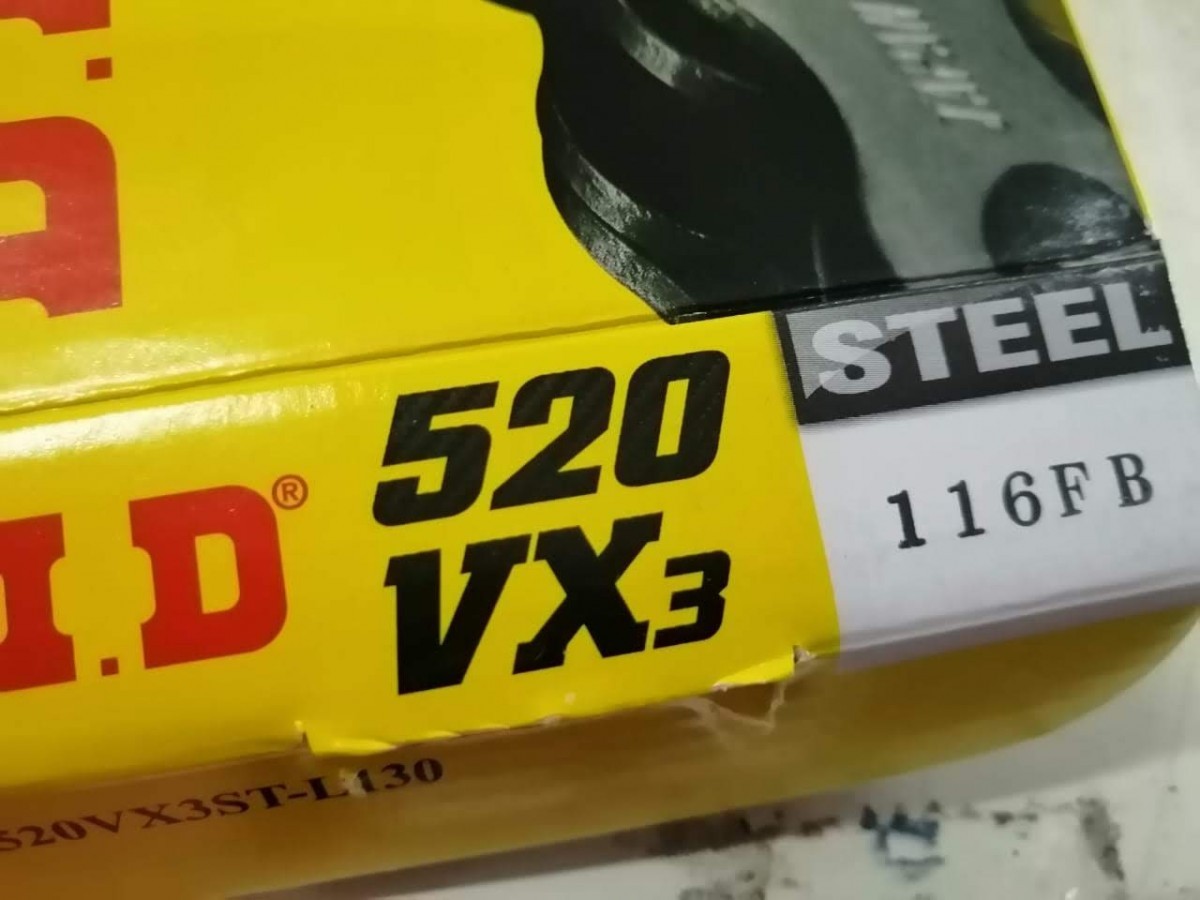 STEEL
520
VX3
.D®
116FB
520VX3ST-L130